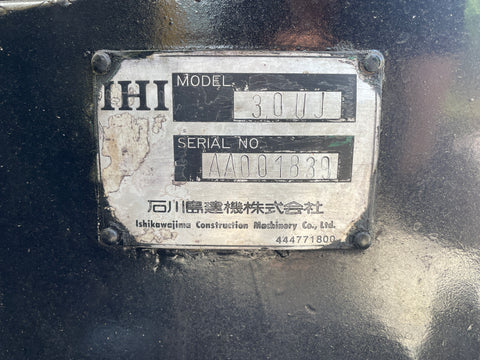 IHI
MODEL
30UJ
SERIAL NO.
AA001839
石川島建機株式会社
Ishikawajima Construction Machinery Co., Ltd.
444771800